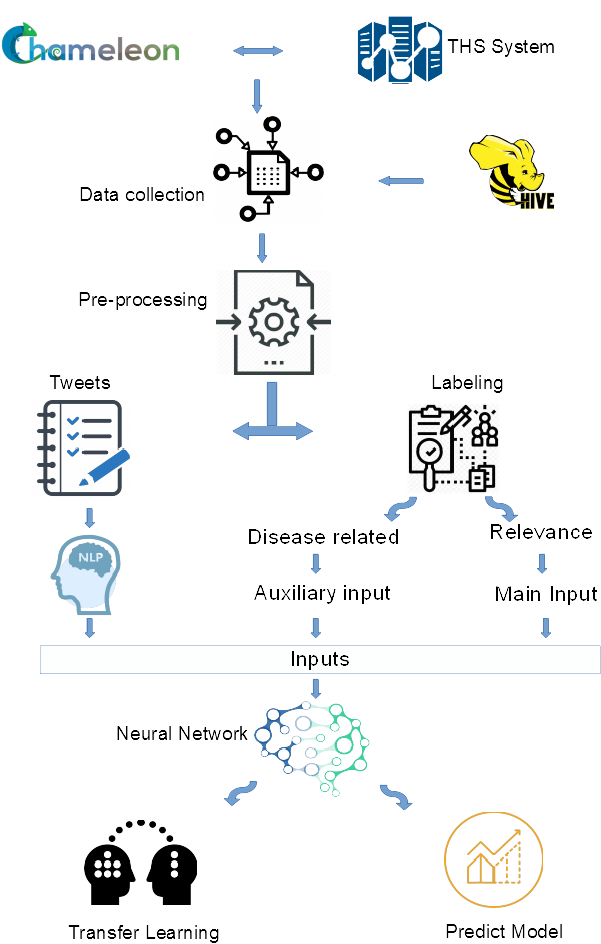 Chameleon
THS System
Data collection
HIVE
Pre-processing
Tweets
Labeling
Disease related
Relevance
NLP
Auxiliary input
Main Input
Inputs
Neural Network
Transfer Learning
Predict Model